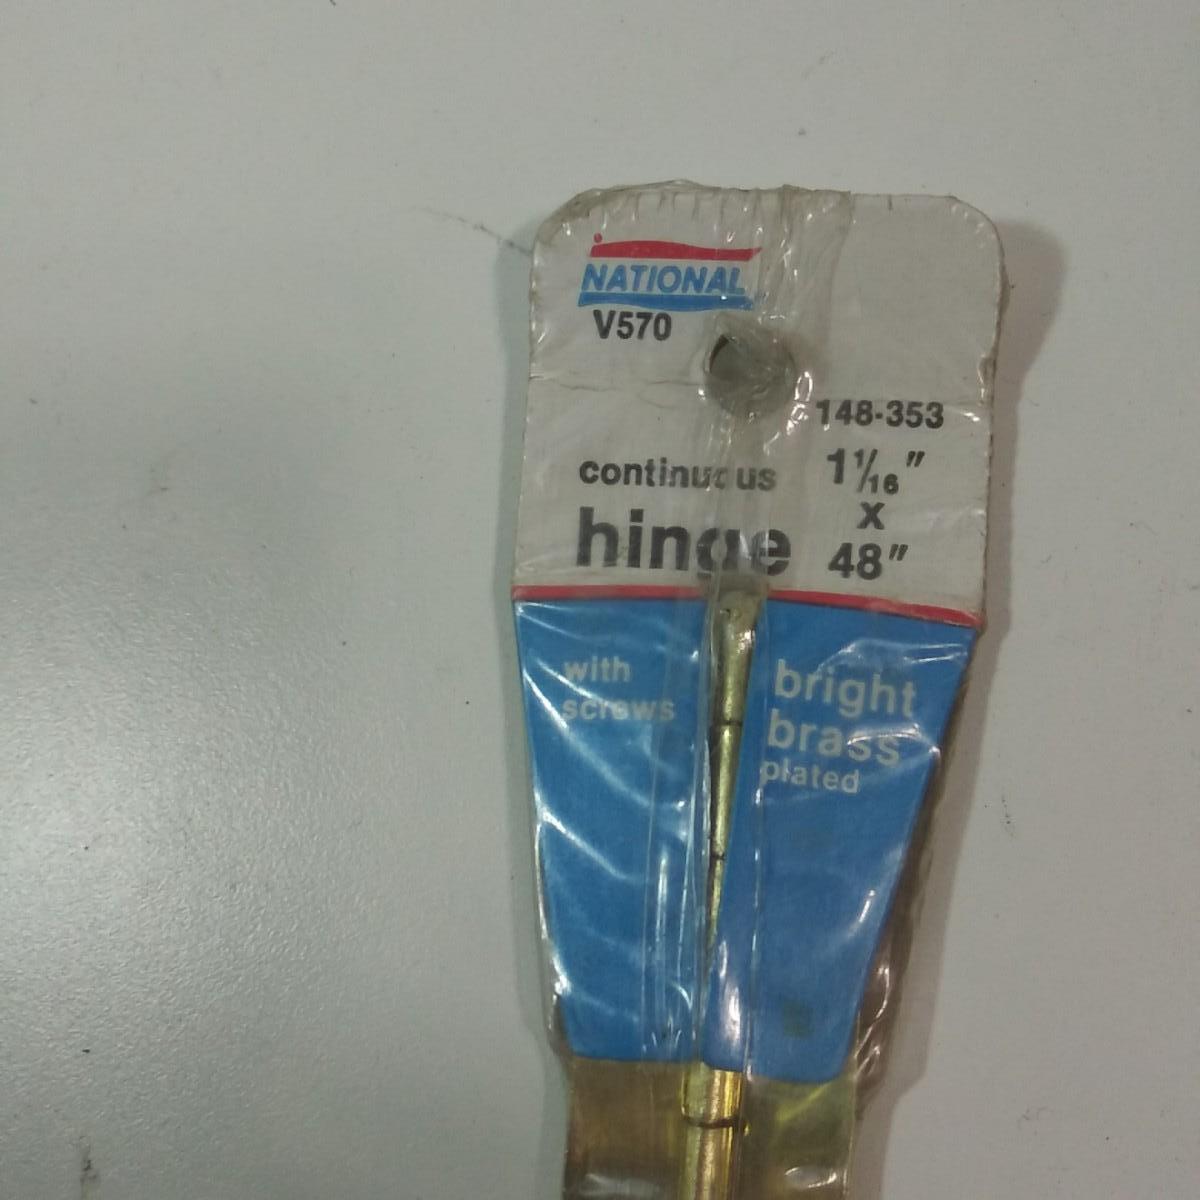 NATIONAL
V570
148-353
continuous
hinge
1 1/16"
x
48"
with
screws
bright
brass
plated